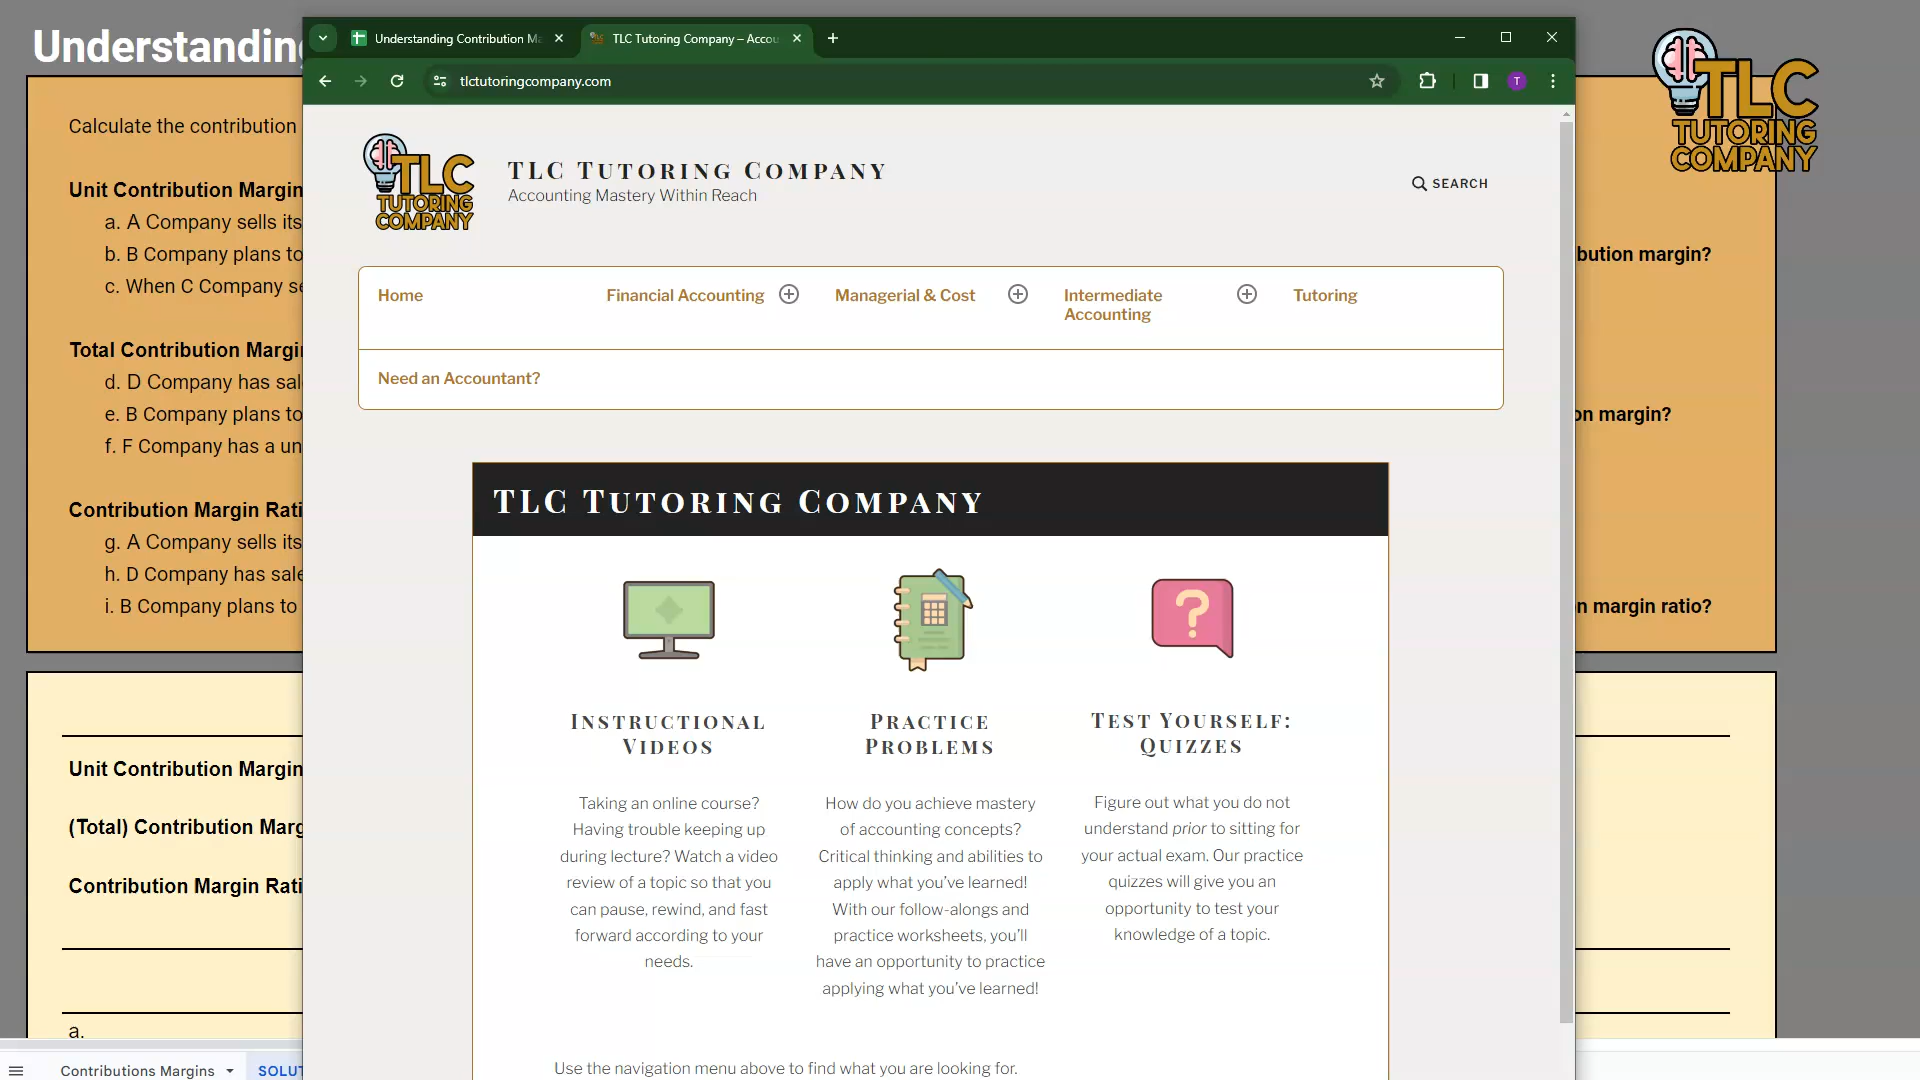 Understanding
Understanding Contribution Ma
TLC Tutoring Company – Accou
tlctutoringcompany.com
T
TLC
TUTORING
COMPANY
TLC
TUTORING
COMPANY
TLC Tutoring Company
Accounting Mastery Within Reach
SEARCH
Home
Financial Accounting
Managerial & Cost
Intermediate
Accounting
Tutoring
Need an Accountant?
TLC Tutoring Company
Instructional
Videos
Taking an online course?
Having trouble keeping up
during lecture? Watch a video
review of a topic so that you
can pause, rewind, and fast
forward according to your
needs.
Practice
Problems
How do you achieve mastery
of accounting concepts?
Critical thinking and abilities to
apply what you’ve learned!
With our follow-alongs and
practice worksheets, you’ll
have an opportunity to practice
applying what you’ve learned!
Test Yourself:
Quizzes
Figure out what you do not
understand prior to sitting for
your actual exam. Our practice
quizzes will give you an
opportunity to test your
knowledge of a topic.
Use the navigation menu above to find what you are looking for.
Calculate the contribution
Unit Contribution Margin
a. A Company sells its
b. B Company plans to
bution margin?
c. When C Company se
Total Contribution Margi
d. D Company has sal
e. B Company plans to
on margin?
f. F Company has a un
Contribution Margin Rati
g. A Company sells its
h. D Company has sale
i. B Company plans to
n margin ratio?
Unit Contribution Margin
(Total) Contribution Marg
Contribution Margin Rati
a.
Contributions Margins
SOLUT